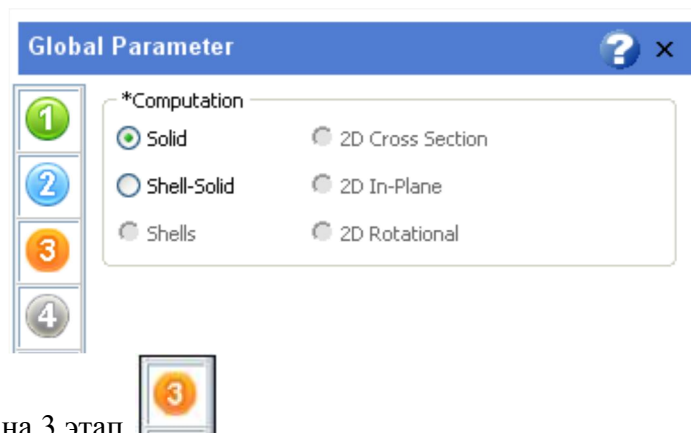 Global Parameter ? ×
1
*Computation
Solid 2D Cross Section
2
Shell-Solid 2D In-Plane
3
Shells 2D Rotational
4
на 3 этап 3